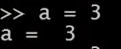 >> a = 3
a =   3